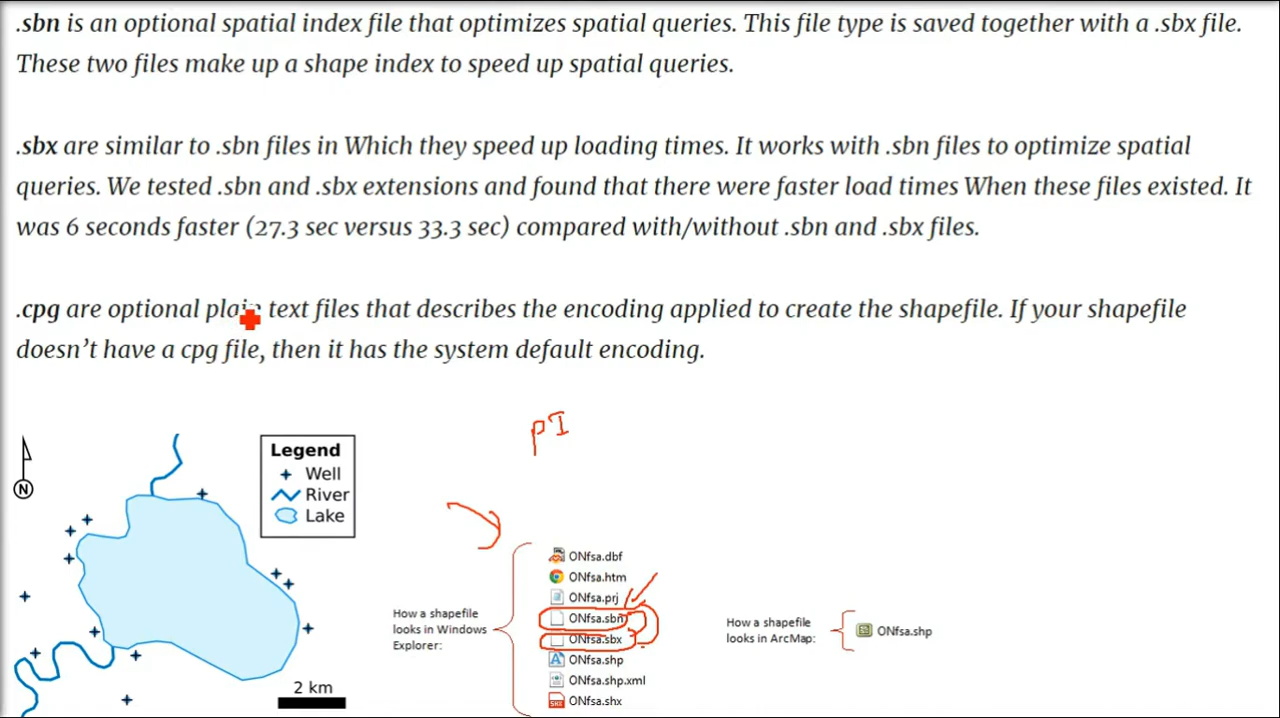 .sbn is an optional spatial index file that optimizes spatial queries. This file type is saved together with a .sbx file.
These two files make up a shape index to speed up spatial queries.
.sbx are similar to .sbn files in Which they speed up loading times. It works with .sbn files to optimize spatial
queries. We tested .sbn and .sbx extensions and found that there were faster load times When these files existed. It
was 6 seconds faster (27.3 sec versus 33.3 sec) compared with/without .sbn and .sbx files.
.cpg are optional plain text files that describes the encoding applied to create the shapefile. If your shapefile
doesn't have a cpg file, then it has the system default encoding.
N
Legend
Well
River
Lake
2 km
How a shapefile
looks in Windows
Explorer:
ONfsa.dbf
ONfsa.htm
ONfsa.prj
ONfsa.sbn
ONfsa.sbx
ONfsa.shp
ONfsa.shp.xml
ONfsa.shx
How a shapefile
looks in ArcMap:
ONfsa.shp